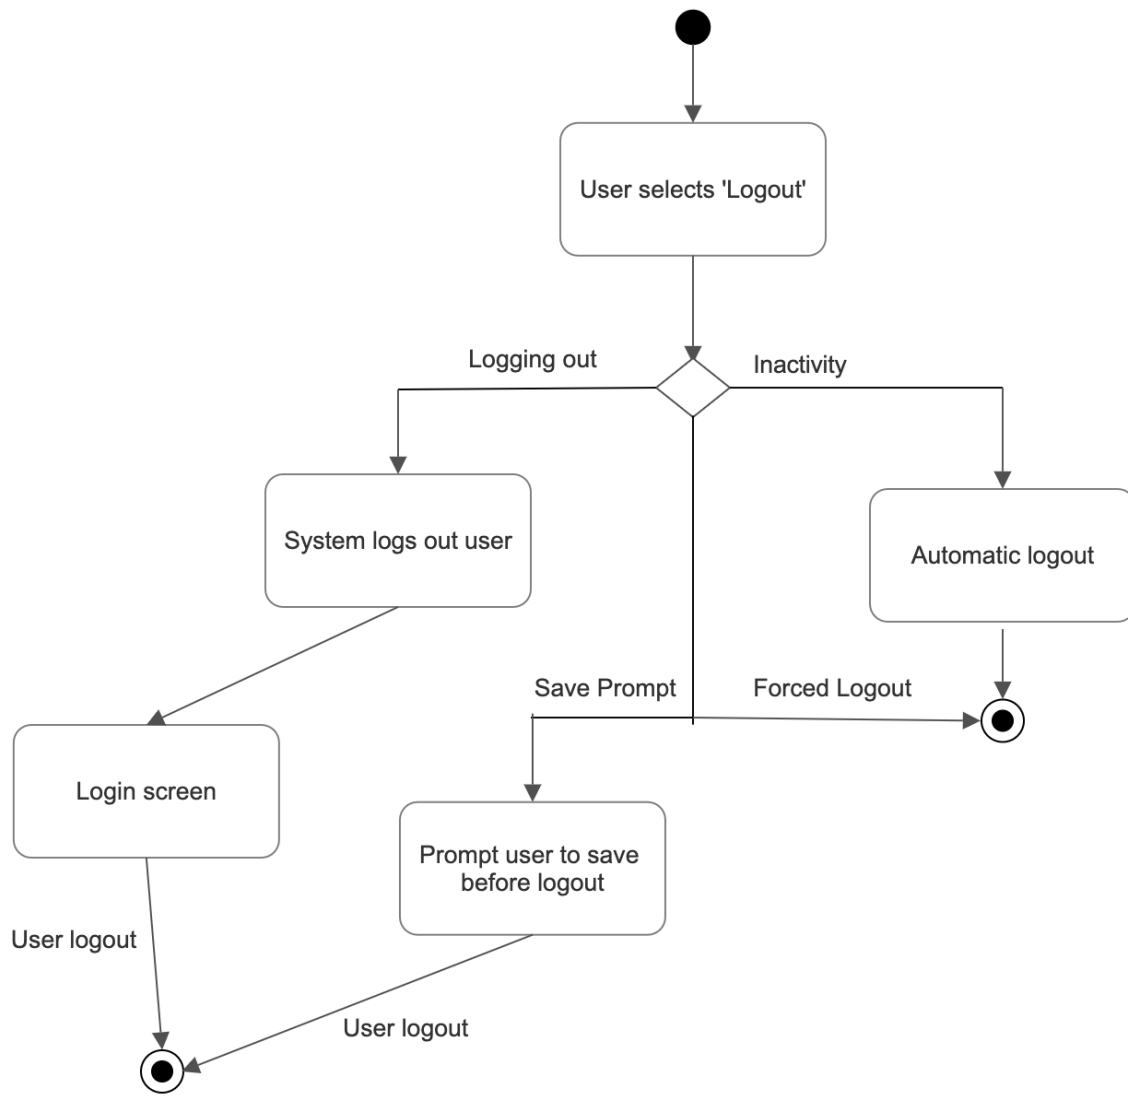 User selects 'Logout'
Logging out
Inactivity
System logs out user
Automatic logout
Save Prompt
Forced Logout
Login screen
Prompt user to save
before logout
User logout
User logout